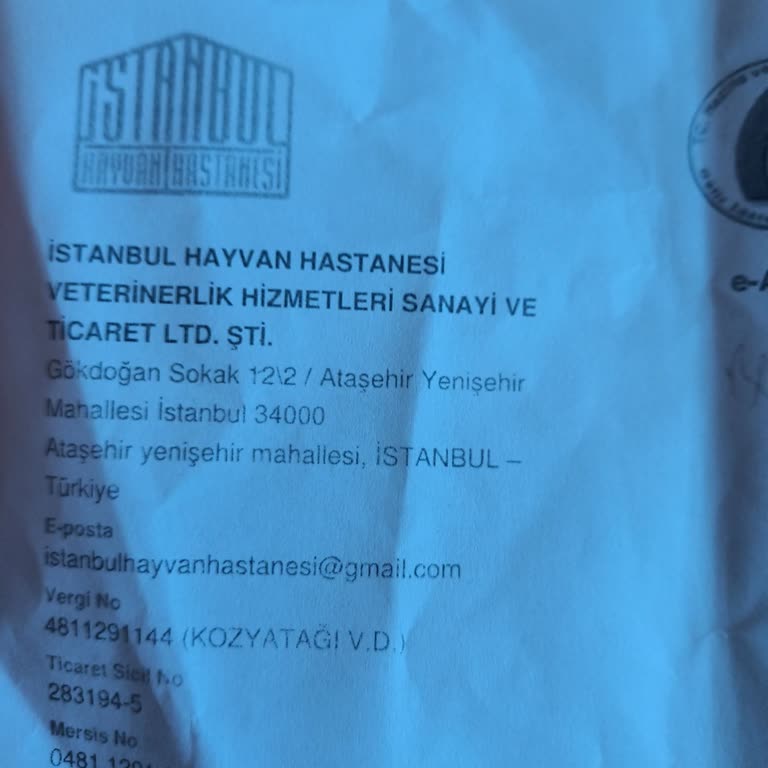 İSTANBUL
HAYVAN HASTANESİ
İSTANBUL HAYVAN HASTANESİ
VETERİNERLİK HİZMETLERİ SANAYİ VE
TİCARET LTD. ŞTİ.
Gökdoğan Sokak 12\2 / Ataşehir Yenişehir
Mahallesi İstanbul 34000
Ataşehir yenişehir mahallesi, İSTANBUL –
Türkiye
E-posta
istanbulhayvanhastanesi@gmail.com
Vergi No
4811291144 (KOZYATAĞI V.D.)
Ticaret Sicil No
283194-5
Mersis No
0481